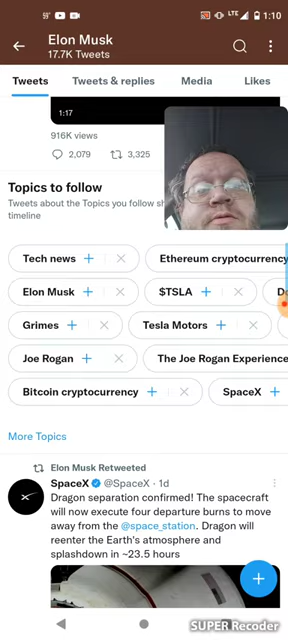 59°
LTE
1:10
Elon Musk
17.7K Tweets
Tweets
Tweets & replies
Media
Likes
1:17
916K views
2,079
3,325
Topics to follow
Tweets about the Topics you follow sh
timeline
Tech news
Ethereum cryptocurrency
Elon Musk
$TSLA
Grimes
Tesla Motors
Joe Rogan
The Joe Rogan Experience
Bitcoin cryptocurrency
SpaceX
More Topics
Elon Musk Retweeted
SpaceX @SpaceX · 1d
Dragon separation confirmed! The spacecraft
will now execute four departure burns to move
away from the @space_station. Dragon will
reenter the Earth's atmosphere and
splashdown in ~23.5 hours
SUPER Recorder